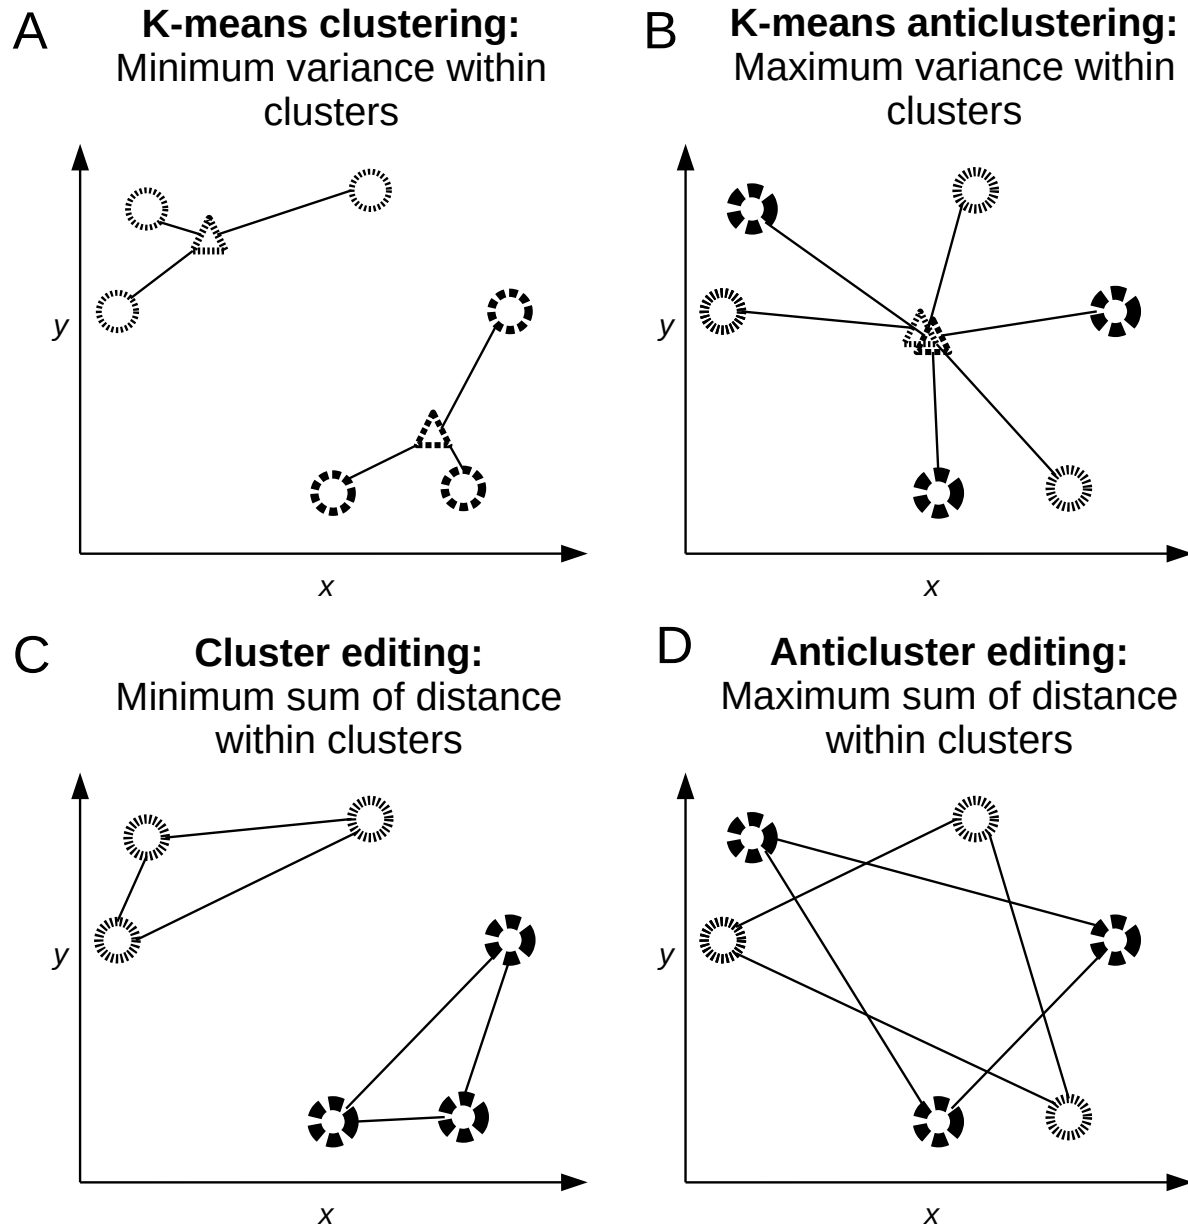 A
K-means clustering:
Minimum variance within
clusters
y
x
B
K-means anticlustering:
Maximum variance within
clusters
y
x
C
Cluster editing:
Minimum sum of distance
within clusters
y
x
D
Anticluster editing:
Maximum sum of distance
within clusters
y
x